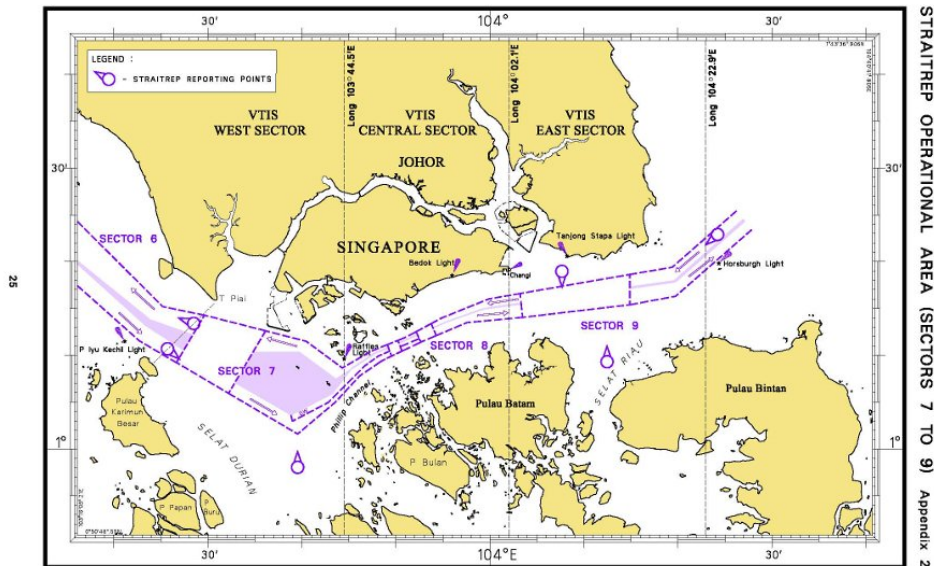 STRAITREP OPERATIONAL AREA (SECTORS 7 TO 9) Appendix 2
30'
104°
30'
LEGEND :
- STRAITREP REPORTING POINTS
Long 103°44.5'E
Long 104°02.1'E
Long 104°22.9'E
VTIS
WEST SECTOR
VTIS
CENTRAL SECTOR
VTIS
EAST SECTOR
JOHOR
30'
30'
SECTOR 6
SINGAPORE
Tanjong Stapa Light
Bedok Light
Changi
Horsburgh Light
T Piai
25
P Iyu Kechil Light
Raffles
Light
SECTOR 9
SECTOR 8
SECTOR 7
Phillip Channel
SELAT RIAU
Pulau
Karimun
Besar
Pulau Batam
Pulau Bintan
1°
1°
SELAT DURIAN
P Bulan
P Papan
P
Buru
30'
104°E
30'